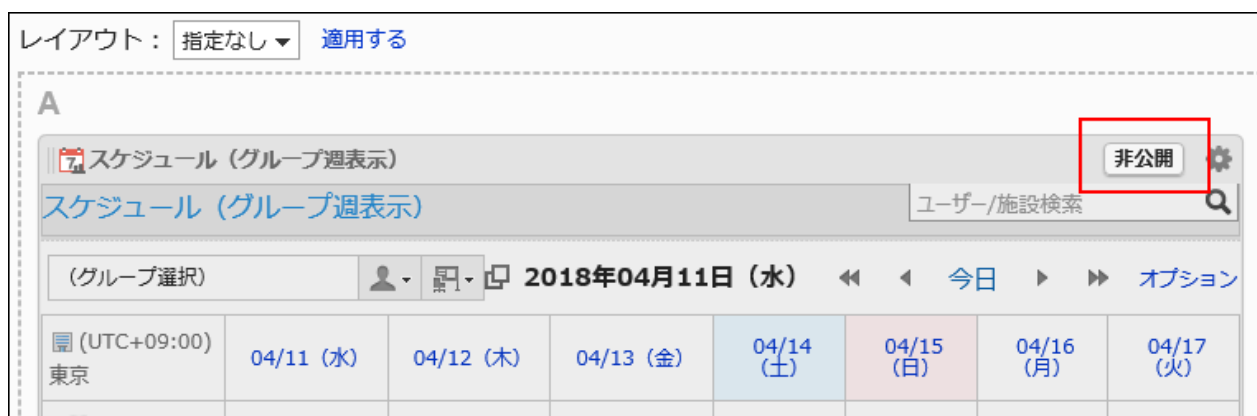 レイアウト： 指定なし 適用する
A
スケジュール（グループ週表示） 非公開
スケジュール（グループ週表示） ユーザー/施設検索
（グループ選択） 2018年04月11日（水） 今日 オプション
(UTC+09:00)
東京
04/11（水） 04/12（木） 04/13（金） 04/14（土） 04/15（日） 04/16（月） 04/17（火）